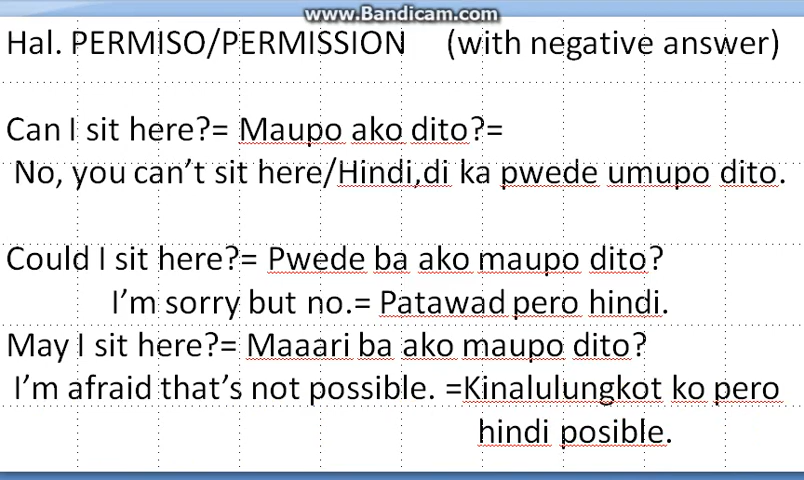 www.Bandicam.com
Hal. PERMISO/PERMISSION (with negative answer)
Can I sit here?= Maupo ako dito?=
No, you can't sit here/Hindi,di ka pwede umupo dito.
Could I sit here?= Pwede ba ako maupo dito?
I'm sorry but no.= Patawad pero hindi.
May I sit here?= Maaari ba ako maupo dito?
I'm afraid that's not possible. =Kinalulungkot ko pero
hindi posible.